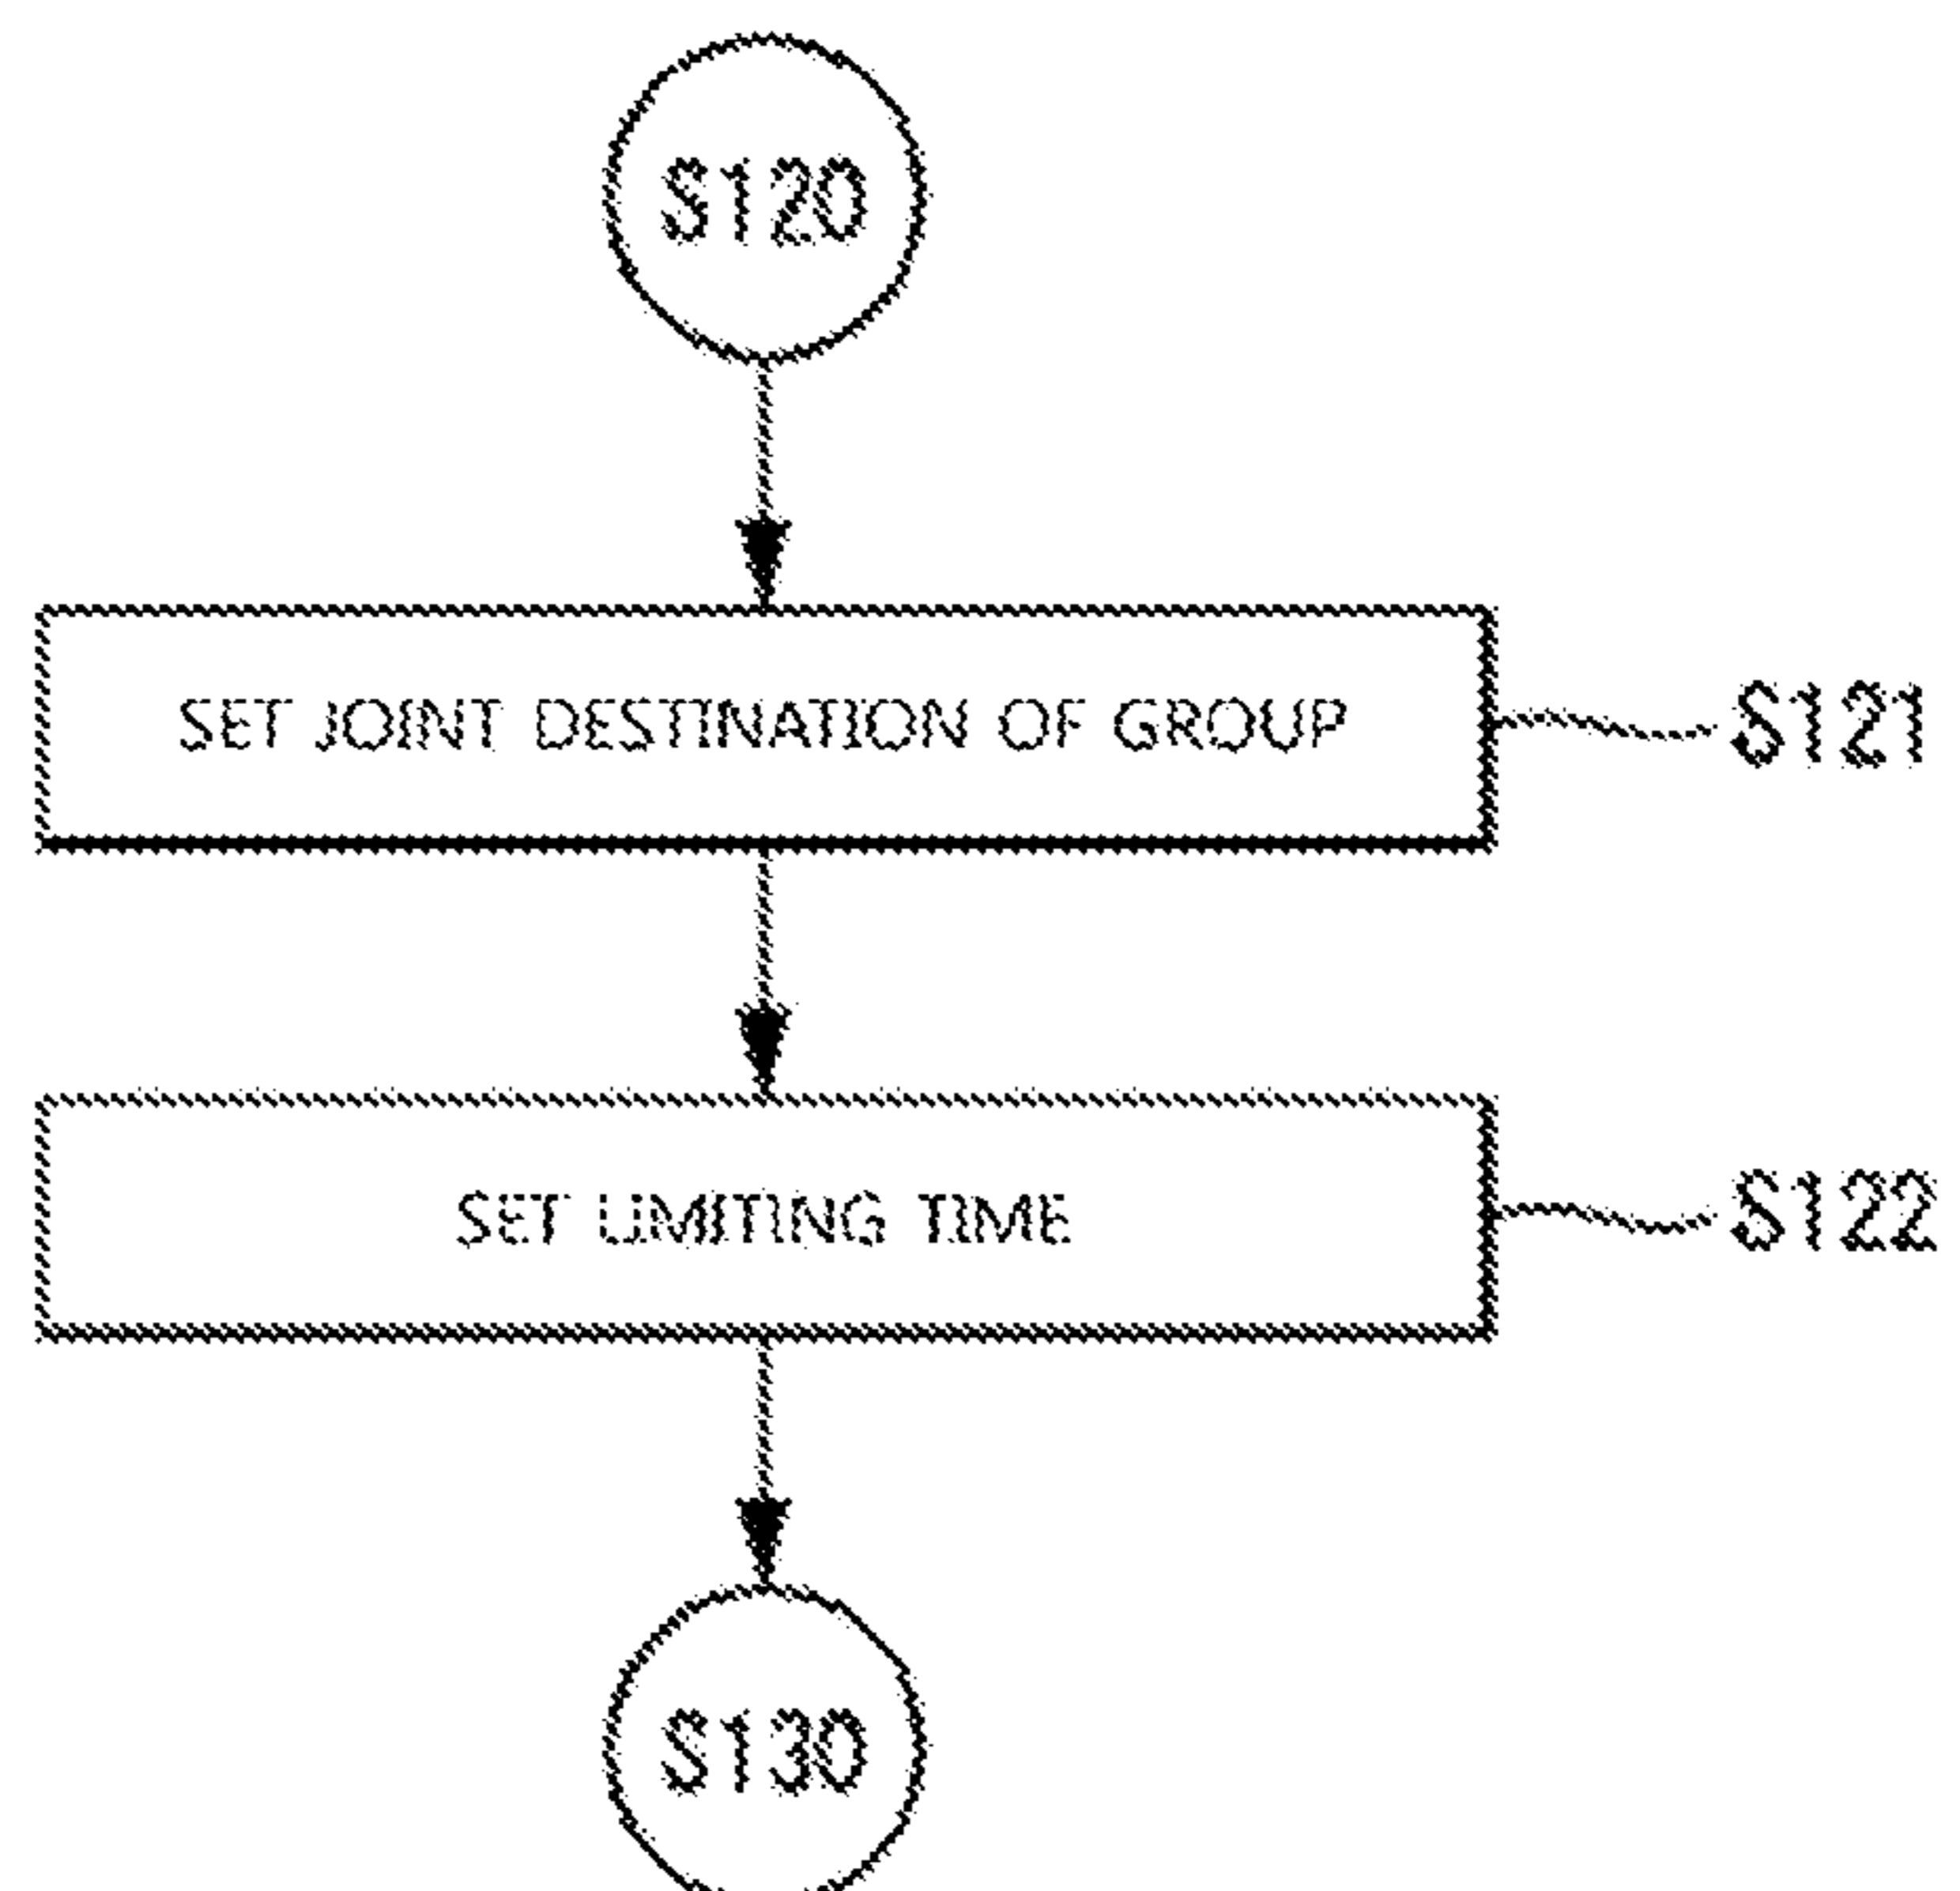 S120
SET JOINT DESTINATION OF GROUP
S121
SET LIMITING TIME
S122
S130